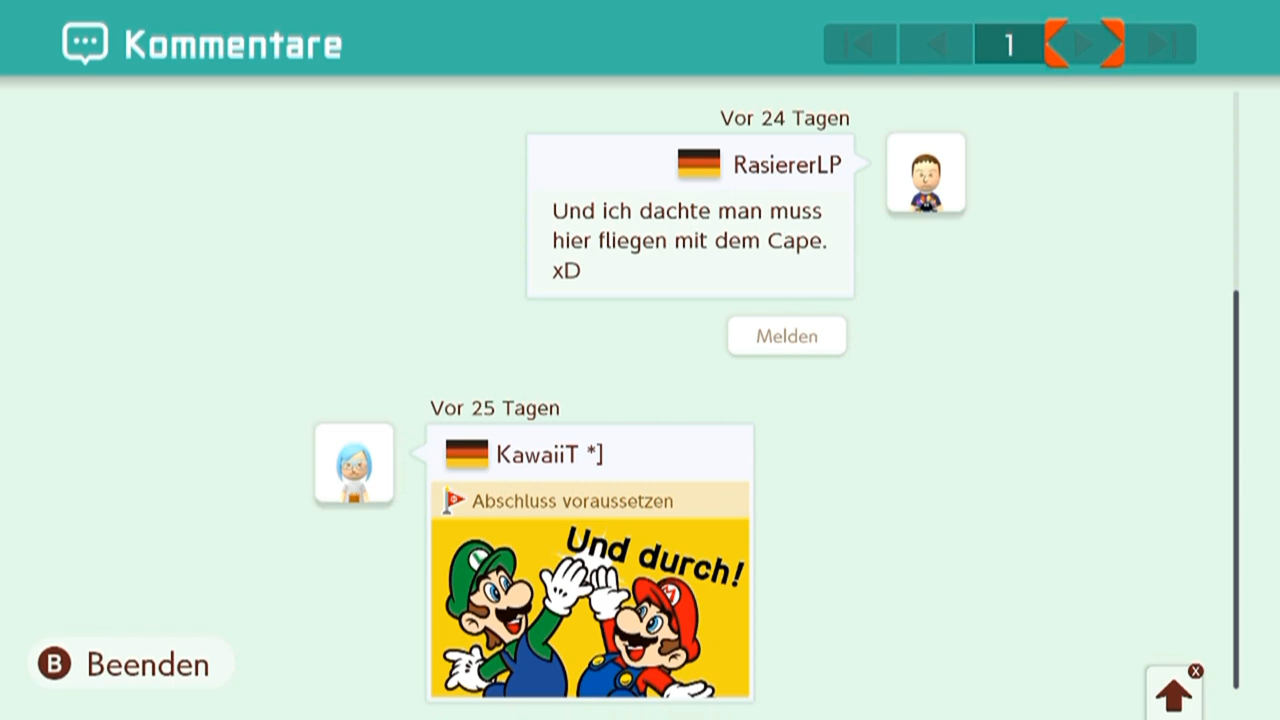 Kommentare
1
Vor 24 Tagen
RasiererLP
Und ich dachte man muss
hier fliegen mit dem Cape.
xD
Melden
Vor 25 Tagen
KawaiiT *]
Abschluss voraussetzen
Und durch!
M
B Beenden
X